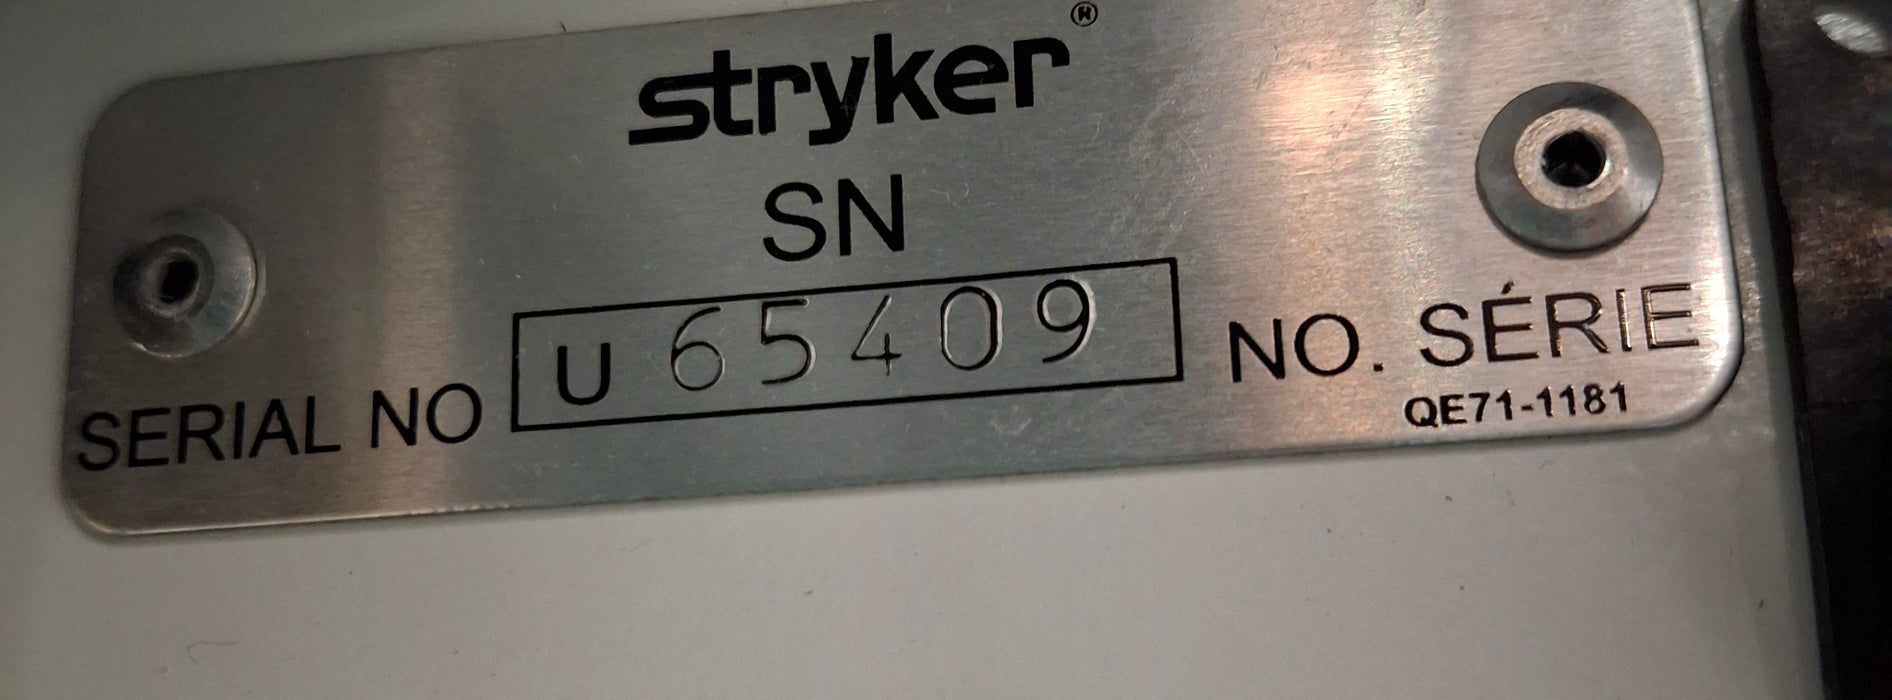 stryker®
SN
SERIAL NO U 65409 NO. SÉRIE
QE71-1181